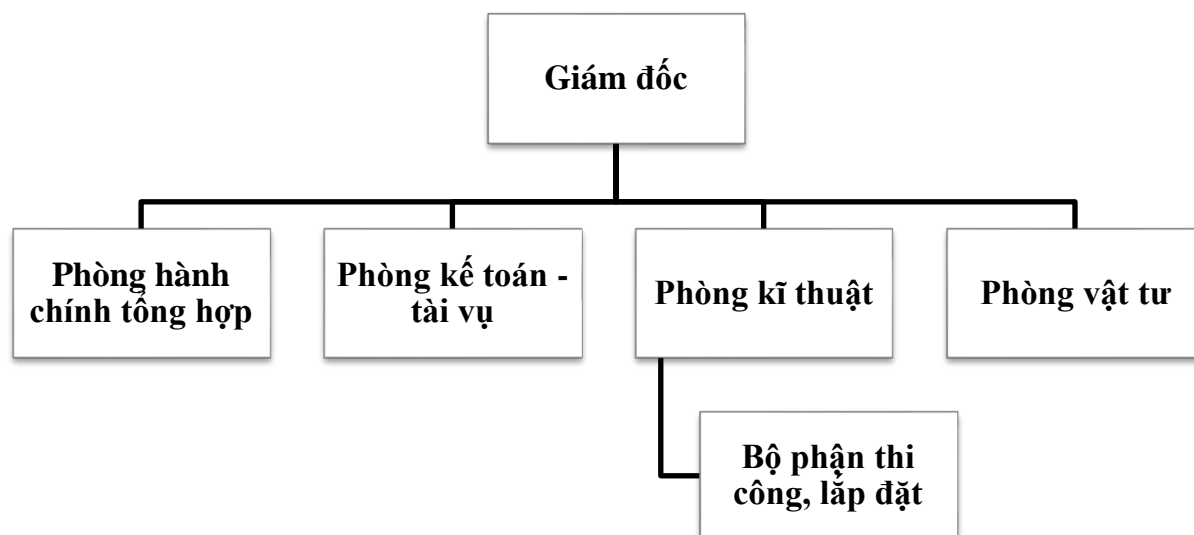 Giám đốc
Phòng hành
chính tổng hợp
Phòng kế toán -
tài vụ
Phòng kĩ thuật
Phòng vật tư
Bộ phận thi
công, lắp đặt